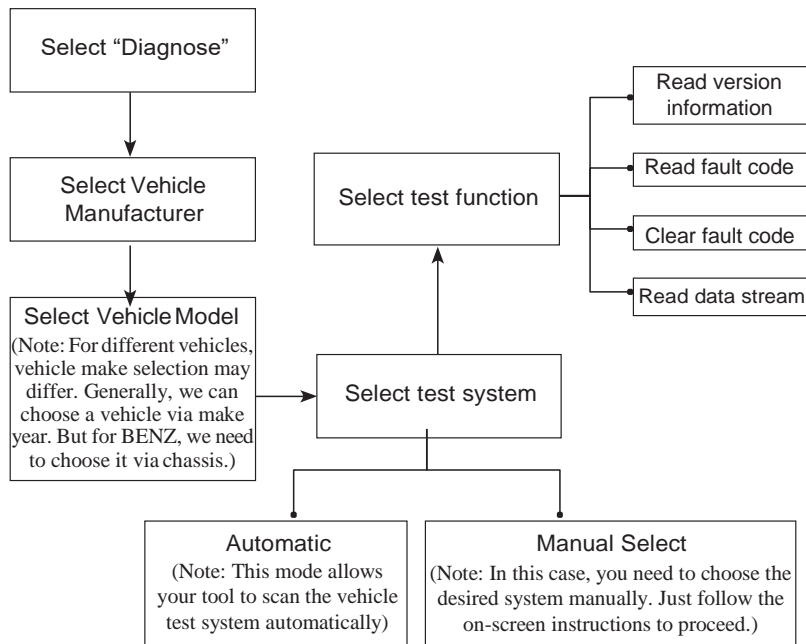 Select “Diagnose”
Select Vehicle
Manufacturer
Select Vehicle Model
(Note: For different vehicles,
vehicle make selection may
differ. Generally, we can
choose a vehicle via make
year. But for BENZ, we need
to choose it via chassis.)
Select test system
Automatic
(Note: This mode allows
your tool to scan the vehicle
test system automatically)
Manual Select
(Note: In this case, you need to choose the
desired system manually. Just follow the
on-screen instructions to proceed.)
Select test function
Read version
information
Read fault code
Clear fault code
Read data stream